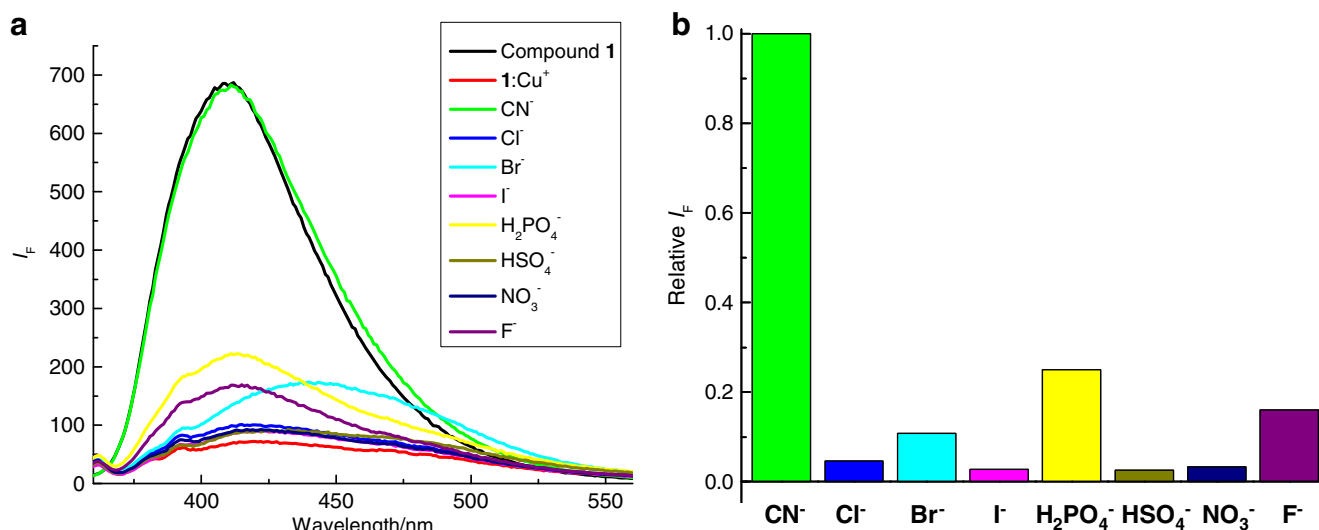 a
700
600
500
400
300
200
100
0
I_F
400
450
500
550
Wavelength/nm
Compound 1
1:Cu⁺
CN⁻
Cl⁻
Br⁻
I⁻
H₂PO₄⁻
HSO₄⁻
NO₃⁻
F⁻
b
1.0
0.8
0.6
0.4
0.2
0.0
Relative I_F
CN⁻ Cl⁻ Br⁻ I⁻ H₂PO₄⁻ HSO₄⁻ NO₃⁻ F⁻